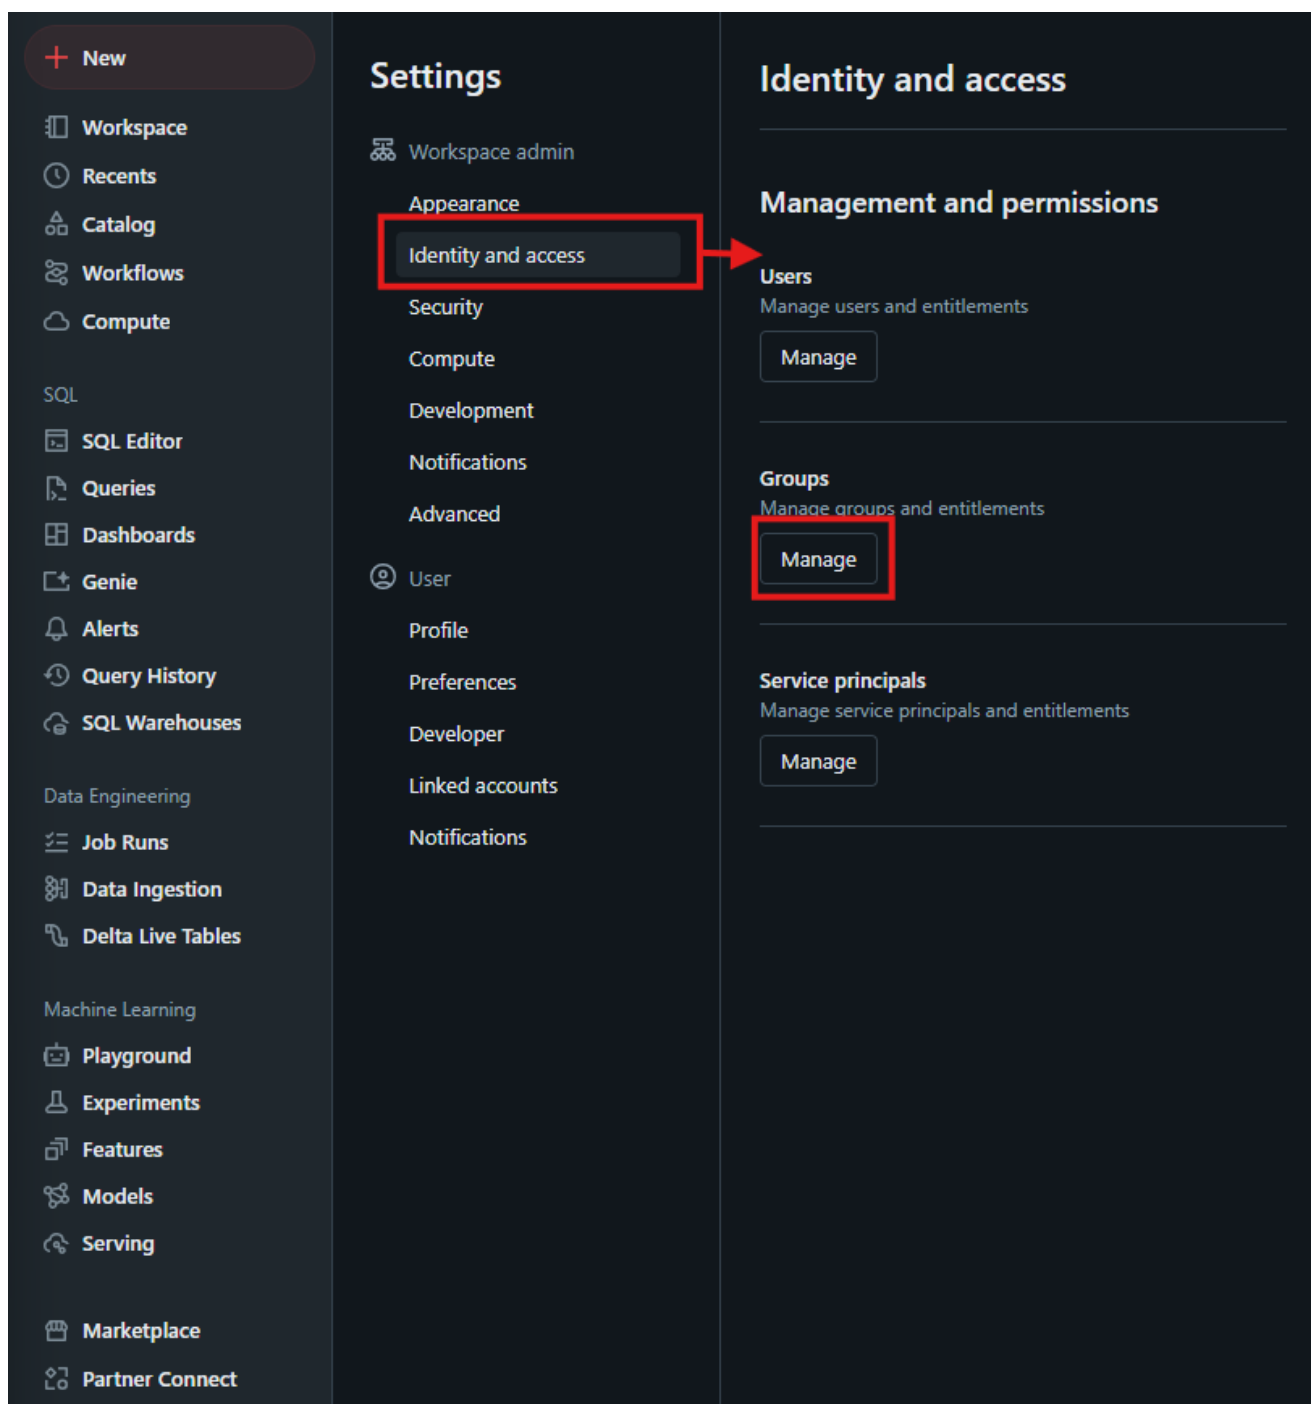 New
Workspace
Recents
Catalog
Workflows
Compute
SQL
SQL Editor
Queries
Dashboards
Genie
Alerts
Query History
SQL Warehouses
Data Engineering
Job Runs
Data Ingestion
Delta Live Tables
Machine Learning
Playground
Experiments
Features
Models
Serving
Marketplace
Partner Connect
Settings
Workspace admin
Appearance
Identity and access
Security
Compute
Development
Notifications
Advanced
User
Profile
Preferences
Developer
Linked accounts
Notifications
Identity and access
Management and permissions
Users
Manage users and entitlements
Manage
Groups
Manage groups and entitlements
Manage
Service principals
Manage service principals and entitlements
Manage